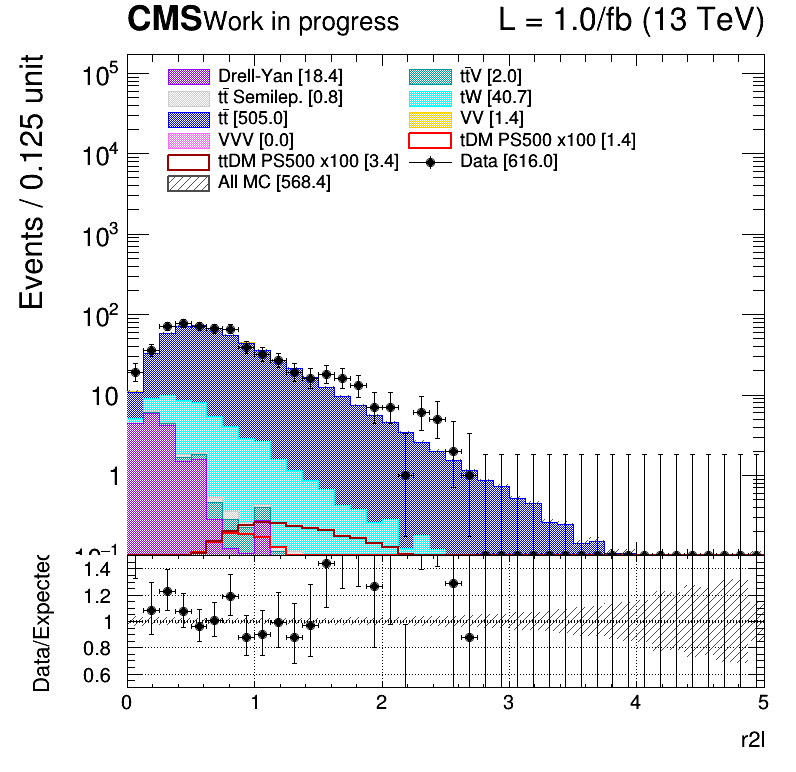 CMS Work in progress L = 1.0/fb (13 TeV)
Events / 0.125 unit
10⁵
10⁴
10³
10²
10
1
10⁻¹
Drell-Yan [18.4]
tt̄ Semilep. [0.8]
tt̄ [505.0]
VVV [0.0]
ttDM PS500 x100 [3.4]
All MC [568.4]
tt̄V [2.0]
tW [40.7]
VV [1.4]
tDM PS500 x100 [1.4]
Data [616.0]
Data/Expected
1.4
1.2
1
0.8
0.6
0 1 2 3 4 5
r2l